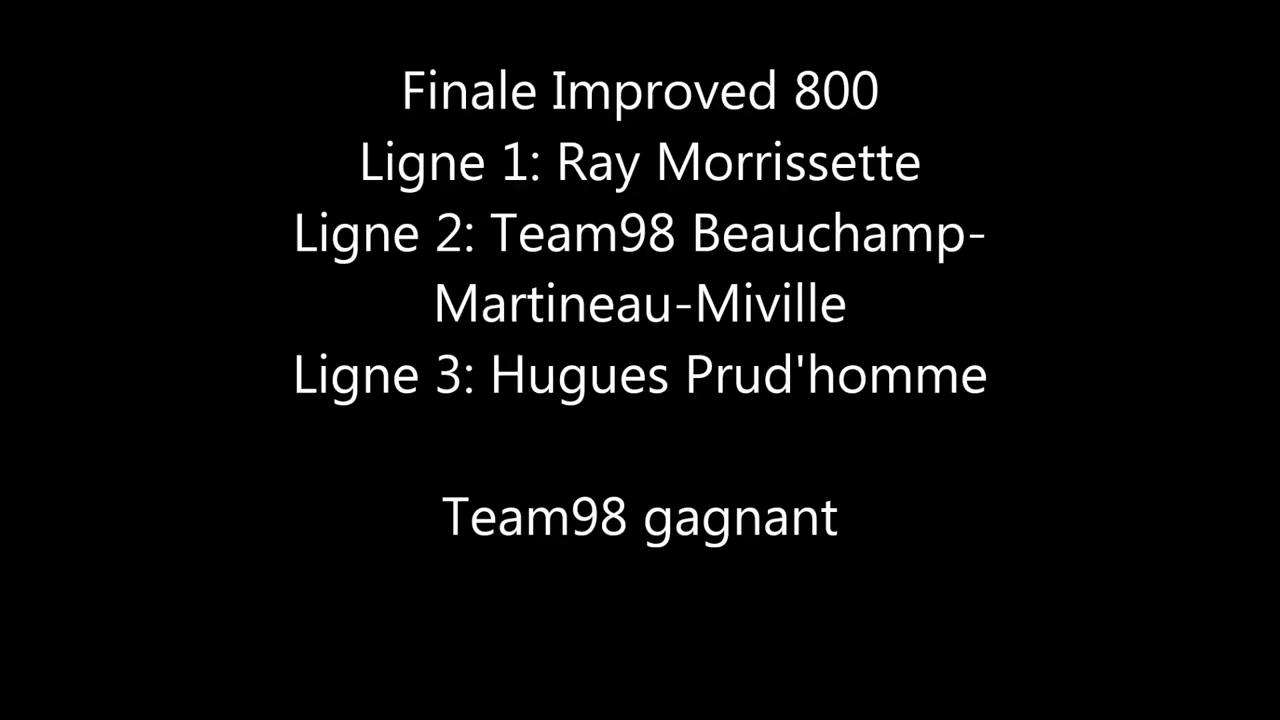 Finale Improved 800
Ligne 1: Ray Morrissette
Ligne 2: Team98 Beauchamp-
Martineau-Miville
Ligne 3: Hugues Prud'homme
Team98 gagnant